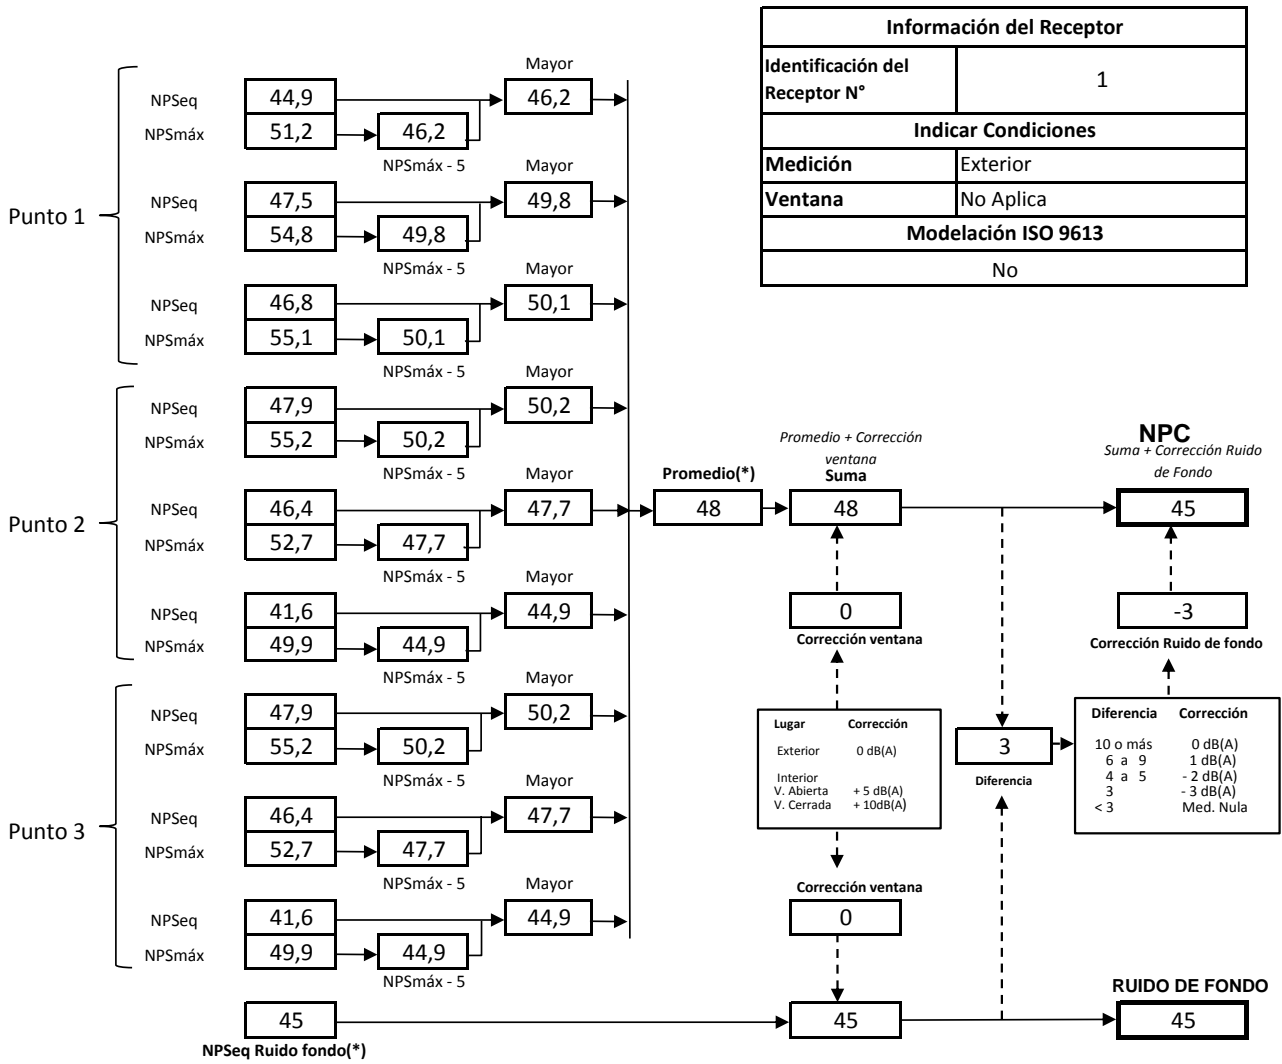 Información del Receptor
Identificación del
Receptor N°
1
Indicar Condiciones
Medición Exterior
Ventana No Aplica
Modelación ISO 9613
No
Punto 1
Mayor
NPSeq 44,9 46,2
NPSmáx 51,2 46,2
NPSmáx - 5
Mayor
NPSeq 47,5 49,8
NPSmáx 54,8 49,8
NPSmáx - 5
Mayor
NPSeq 46,8 50,1
NPSmáx 55,1 50,1
NPSmáx - 5
Punto 2
Mayor
NPSeq 47,9 50,2
NPSmáx 55,2 50,2
NPSmáx - 5
Mayor
NPSeq 46,4 47,7
NPSmáx 52,7 47,7
NPSmáx - 5
Mayor
NPSeq 41,6 44,9
NPSmáx 49,9 44,9
NPSmáx - 5
Punto 3
Mayor
NPSeq 47,9 50,2
NPSmáx 55,2 50,2
NPSmáx - 5
Mayor
NPSeq 46,4 47,7
NPSmáx 52,7 47,7
NPSmáx - 5
Mayor
NPSeq 41,6 44,9
NPSmáx 49,9 44,9
NPSmáx - 5
45
NPSeq Ruido fondo(*)
Promedio(*)
48
Promedio + Corrección
ventana
Suma
48
0
Corrección ventana
Lugar Corrección
Exterior 0 dB(A)
Interior
V. Abierta + 5 dB(A)
V. Cerrada + 10dB(A)
Corrección ventana
0
45
NPC
Suma + Corrección Ruido
de Fondo
45
-3
Corrección Ruido de fondo
3
Diferencia
Diferencia Corrección
10 o más 0 dB(A)
6 a 9 1 dB(A)
4 a 5 - 2 dB(A)
3 - 3 dB(A)
< 3 Med. Nula
RUIDO DE FONDO
45